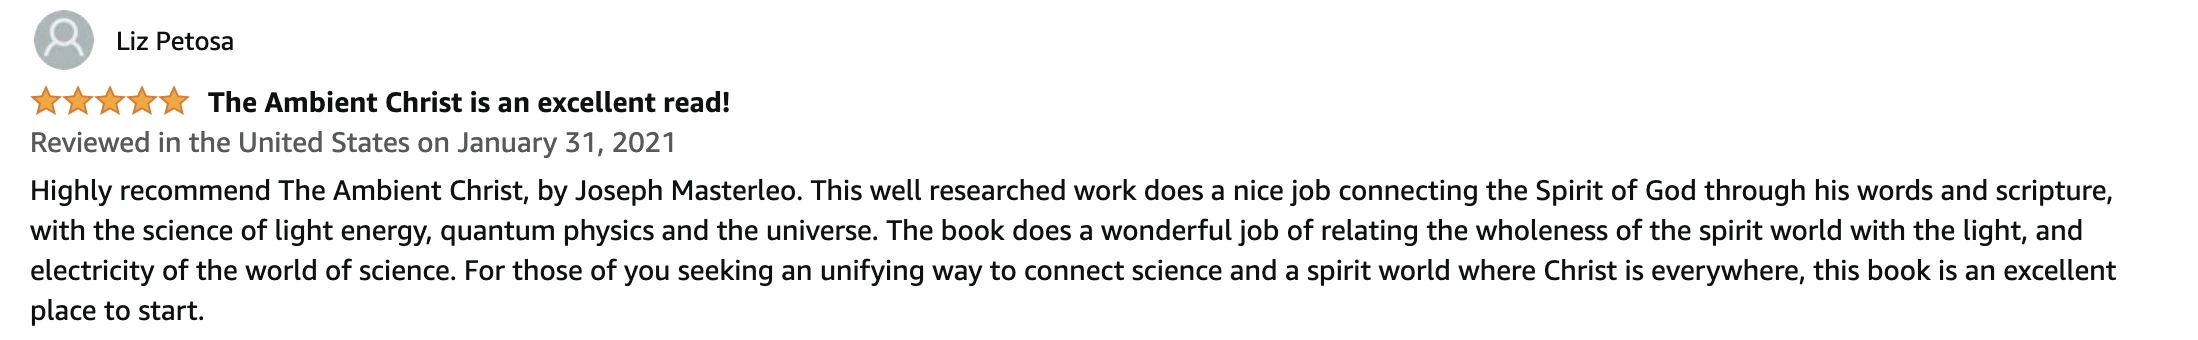 Liz Petosa
The Ambient Christ is an excellent read!
Reviewed in the United States on January 31, 2021
Highly recommend The Ambient Christ, by Joseph Masterleo. This well researched work does a nice job connecting the Spirit of God through his words and scripture,
with the science of light energy, quantum physics and the universe. The book does a wonderful job of relating the wholeness of the spirit world with the light, and
electricity of the world of science. For those of you seeking an unifying way to connect science and a spirit world where Christ is everywhere, this book is an excellent
place to start.